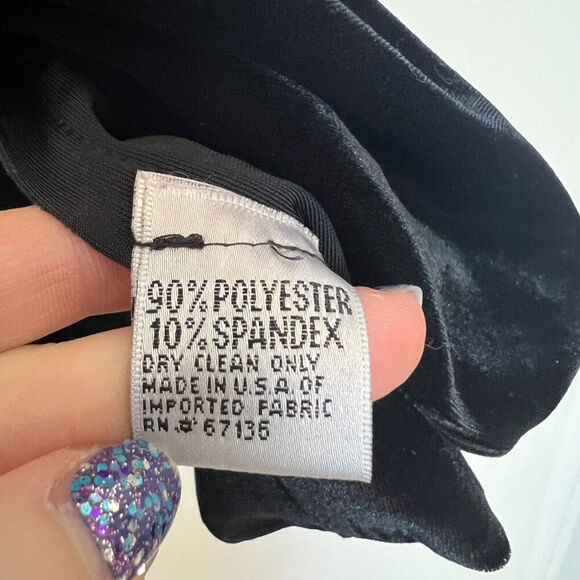 90% POLYESTER
10% SPANDEX
DRY CLEAN ONLY
MADE IN U.S.A OF
IMPORTED FABRIC
RN.# 67136